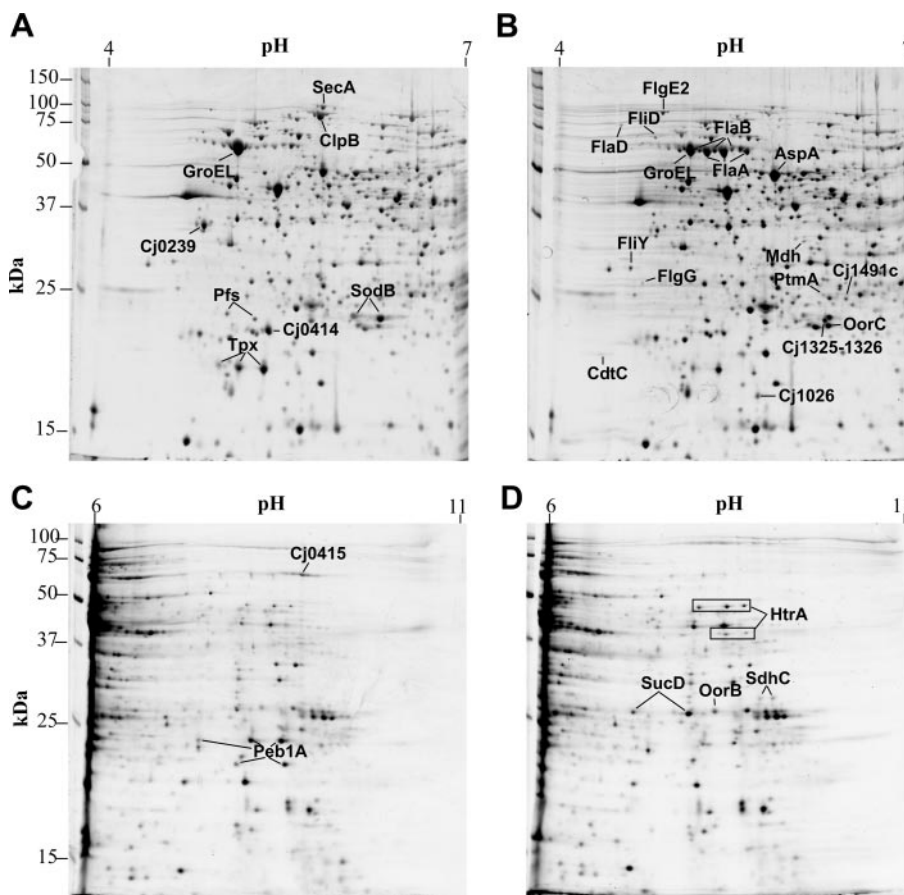 A
B
pH
4
7
pH
4
7
150
100
75
50
37
25
15
kDa
SecA
ClpB
GroEL
Cj0239
Pfs
SodB
Cj0414
Tpx
FlgE2
FliD
FlaB
FlaD
GroEL
FlaA
AspA
FliY
FlgG
Mdh
PtmA
Cj1491c
OorC
Cj1325-1326
CdtC
Cj1026
C
D
pH
6
11
pH
6
1
100
75
50
37
25
15
kDa
Cj0415
Peb1A
HtrA
SucD
OorB
SdhC